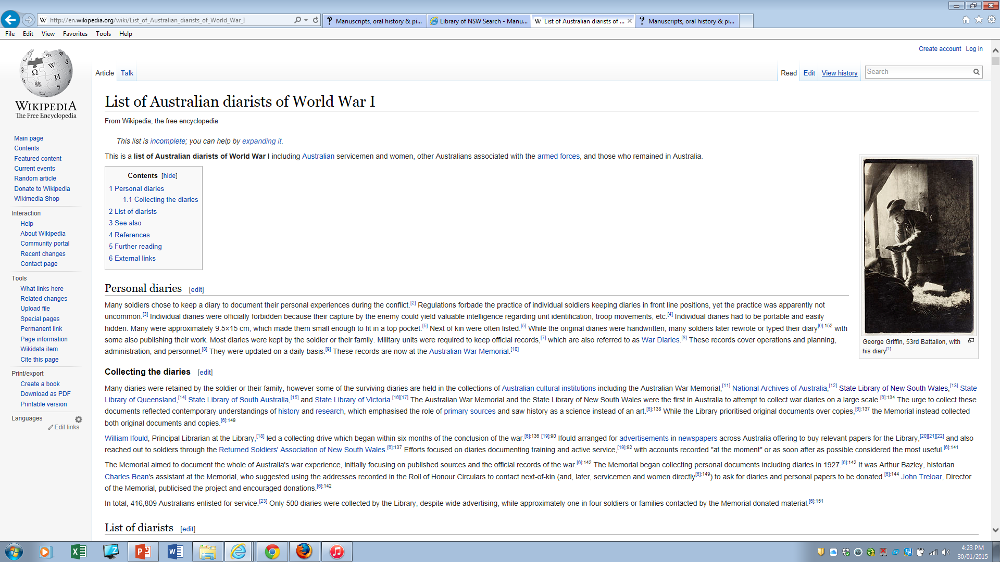 http://en.wikipedia.org/wiki/List_of_Australian_diarists_of_World_War_I
Manuscripts, oral history & pi...
Library of NSW Search - Manu...
List of Australian diarists of ...
Manuscripts, oral history & pi...
File Edit View Favorites Tools Help
Create account Log in
Article Talk
Read Edit View history Search
WIKIPEDIA
The Free Encyclopedia
Main page
Contents
Featured content
Current events
Random article
Donate to Wikipedia
Wikimedia Shop
Interaction
Help
About Wikipedia
Community portal
Recent changes
Contact page
Tools
What links here
Related changes
Upload file
Special pages
Permanent link
Page information
Wikidata item
Cite this page
Print/export
Create a book
Download as PDF
Printable version
Languages
Edit links
List of Australian diarists of World War I
From Wikipedia, the free encyclopedia
This list is incomplete; you can help by expanding it.
This is a list of Australian diarists of World War I including Australian servicemen and women, other Australians associated with the armed forces, and those who remained in Australia.
Contents [hide]
1 Personal diaries
1.1 Collecting the diaries
2 List of diarists
3 See also
4 References
5 Further reading
6 External links
George Griffin, 53rd Battalion, with
his diary[1]
Personal diaries [edit]
Many soldiers chose to keep a diary to document their personal experiences during the conflict.[2] Regulations forbade the practice of individual soldiers keeping diaries in front line positions, yet the practice was apparently not
uncommon.[3] Individual diaries were officially forbidden because their capture by the enemy could yield valuable intelligence regarding unit identification, troop movements, etc.[4] Individual diaries had to be portable and easily
hidden. Many were approximately 9.5×15 cm, which made them small enough to fit in a top pocket.[5] Next of kin were often listed.[5] While the original diaries were handwritten, many soldiers later rewrote or typed their diary[6]:152 with
some also publishing their work. Most diaries were kept by the soldier or their family. Military units were required to keep official records,[7] which are also referred to as War Diaries.[8] These records cover operations and planning,
administration, and personnel.[8] They were updated on a daily basis.[9] These records are now at the Australian War Memorial.[10]
Collecting the diaries [edit]
Many diaries were retained by the soldier or their family, however some of the surviving diaries are held in the collections of Australian cultural institutions including the Australian War Memorial,[11] National Archives of Australia,[12] State Library of New South Wales,[13] State
Library of Queensland,[14] State Library of South Australia,[15] and State Library of Victoria.[16][17] The Australian War Memorial and the State Library of New South Wales were the first in Australia to attempt to collect war diaries on a large scale.[6]:134 The urge to collect these
documents reflected contemporary understandings of history and research, which emphasised the role of primary sources and saw history as a science instead of an art.[6]:138 While the Library prioritised original documents over copies,[6]:137 the Memorial instead collected
both original documents and copies.[6]:149
William Ifould, Principal Librarian at the Library,[18] led a collecting drive which began within six months of the conclusion of the war.[6]:136 [19]:90 Ifould arranged for advertisements in newspapers across Australia offering to buy relevant papers for the Library,[20][21][22] and also
reached out to soldiers through the Returned Soldiers' Association of New South Wales.[6]:137 Efforts focused on diaries documenting training and active service,[19]:92 with accounts recorded "at the moment" or as soon after as possible considered the most useful.[6]:141
The Memorial aimed to document the whole of Australia's war experience, initially focusing on published sources and the official records of the war.[6]:142 The Memorial began collecting personal documents including diaries in 1927.[6]:142 It was Arthur Bazley, historian
Charles Bean's assistant at the Memorial, who suggested using the addresses recorded in the Roll of Honour Circulars to contact next-of-kin (and, later, servicemen and women directly[6]:149) to ask for diaries and personal papers to be donated.[6]:144 John Treloar, Director
of the Memorial, publicised the project and encouraged donations.[6]:142
In total, 416,809 Australians enlisted for service.[23] Only 500 diaries were collected by the Library, despite wide advertising, while approximately one in four soldiers or families contacted by the Memorial donated material.[6]:151
List of diarists [edit]
4:23 PM
30/01/2015